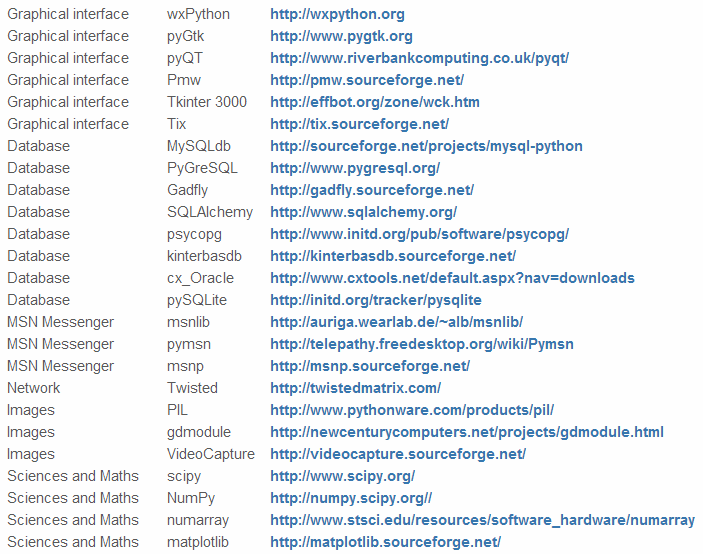 Graphical interface wxPython http://wxpython.org
Graphical interface pyGtk http://www.pygtk.org
Graphical interface pyQT http://www.riverbankcomputing.co.uk/pyqt/
Graphical interface Pmw http://pmw.sourceforge.net/
Graphical interface Tkinter 3000 http://effbot.org/zone/wck.htm
Graphical interface Tix http://tix.sourceforge.net/
Database MySQLdb http://sourceforge.net/projects/mysql-python
Database PyGreSQL http://www.pygresql.org/
Database Gadfly http://gadfly.sourceforge.net/
Database SQLAlchemy http://www.sqlalchemy.org/
Database psycopg http://www.initd.org/pub/software/psycopg/
Database kinterbasdb http://kinterbasdb.sourceforge.net/
Database cx_Oracle http://www.cxtools.net/default.aspx?nav=downloads
Database pySQLite http://initd.org/tracker/pysqlite
MSN Messenger msnlib http://auriga.wearlab.de/~alb/msnlib/
MSN Messenger pymsn http://telepathy.freedesktop.org/wiki/Pymsn
MSN Messenger msnp http://msnp.sourceforge.net/
Network Twisted http://twistedmatrix.com/
Images PIL http://www.pythonware.com/products/pil/
Images gdmodule http://newcenturycomputers.net/projects/gdmodule.html
Images VideoCapture http://videocapture.sourceforge.net/
Sciences and Maths scipy http://www.scipy.org/
Sciences and Maths NumPy http://numpy.scipy.org//
Sciences and Maths numarray http://www.stsci.edu/resources/software_hardware/numarray
Sciences and Maths matplotlib http://matplotlib.sourceforge.net/